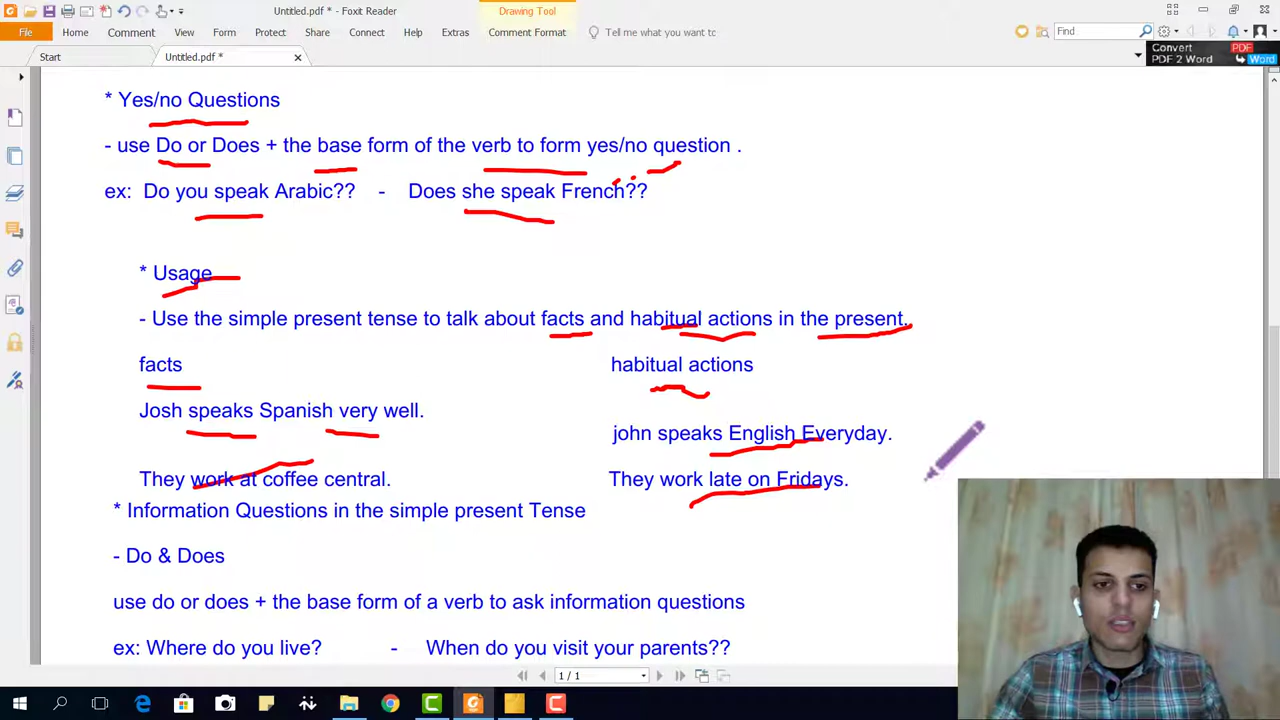 Untitled.pdf * - Foxit Reader
Drawing Tool
File Home Comment View Form Protect Share Connect Help Extras Comment Format Tell me what you want tc Find
Start Untitled.pdf *
Convert PDF
PDF 2 Word Word
* Yes/no Questions
- use Do or Does + the base form of the verb to form yes/no question .
ex: Do you speak Arabic?? - Does she speak French??
* Usage
- Use the simple present tense to talk about facts and habitual actions in the present.
facts habitual actions
Josh speaks Spanish very well.
john speaks English Everyday.
They work at coffee central. They work late on Fridays.
* Information Questions in the simple present Tense
- Do & Does
use do or does + the base form of a verb to ask information questions
ex: Where do you live? - When do you visit your parents??
1 / 1